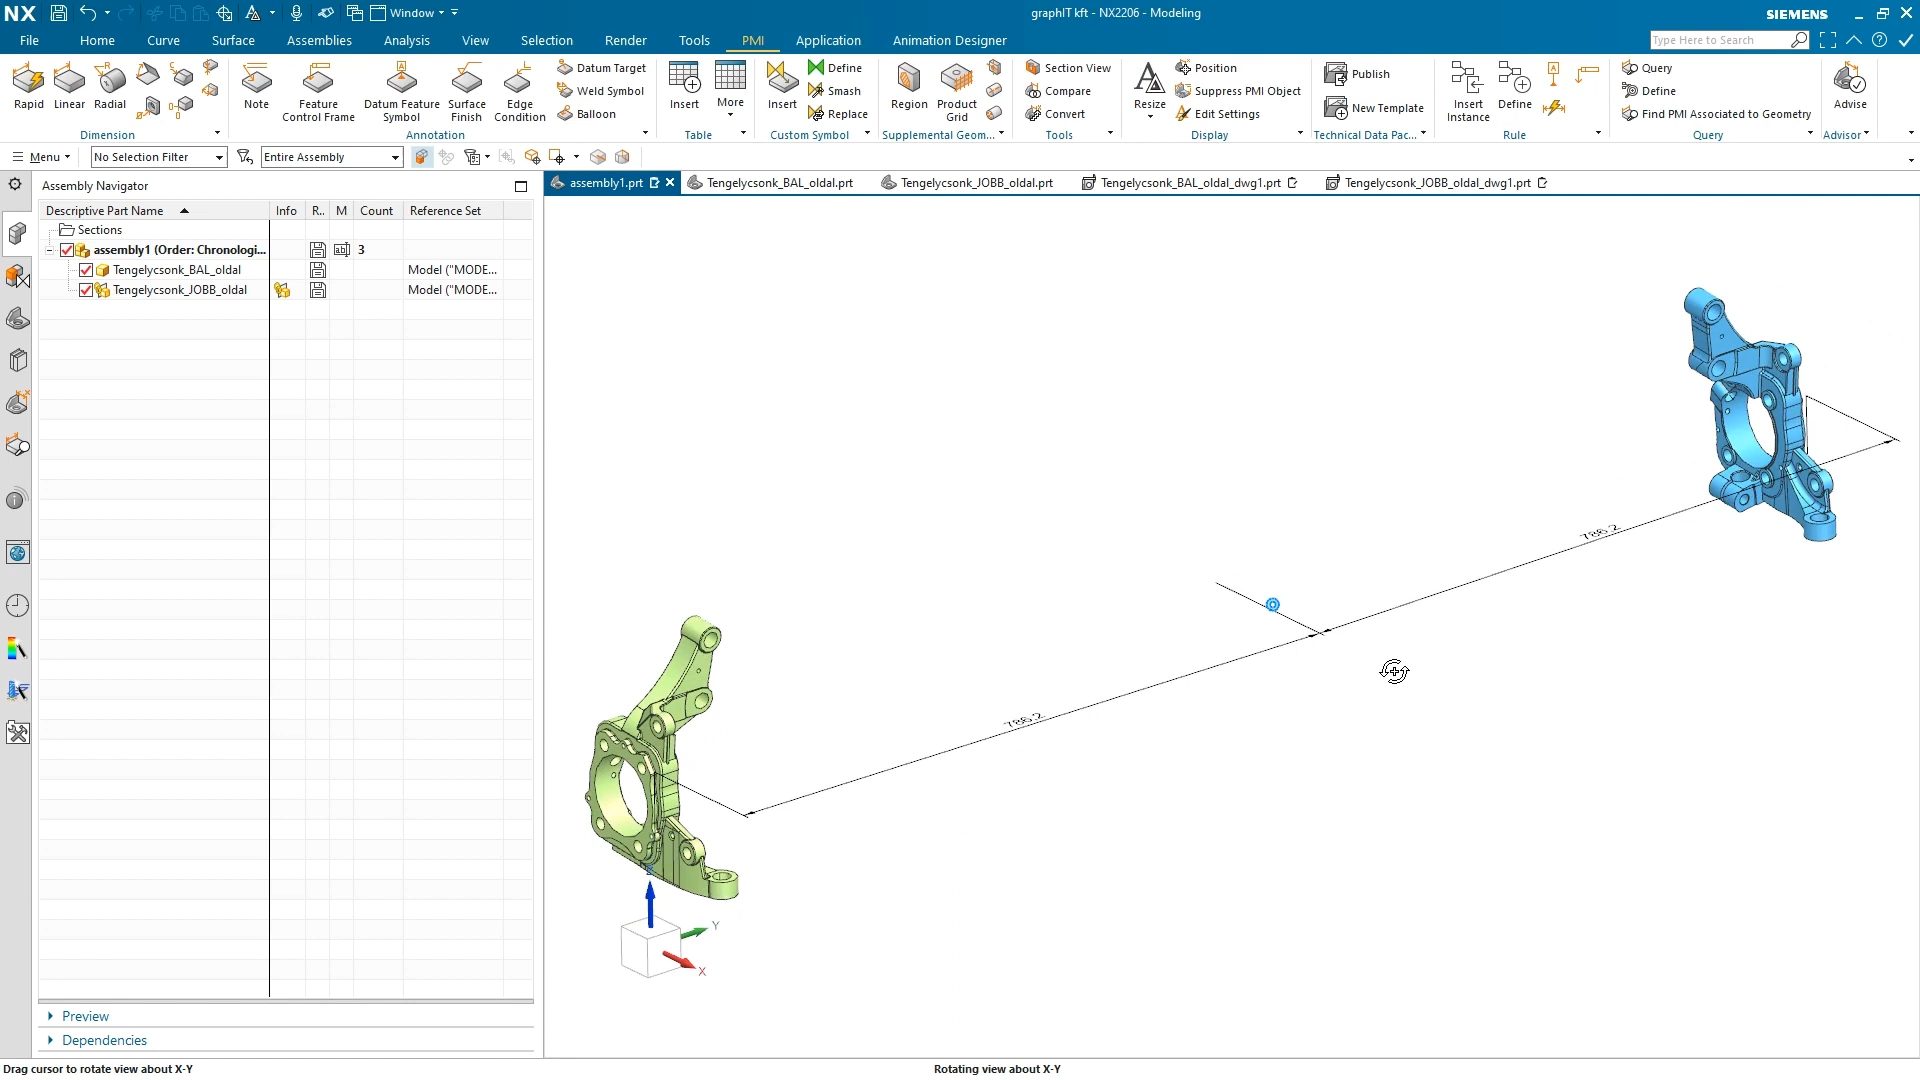 NX
Window
graphIT kft - NX2206 - Modeling
SIEMENS
File
Home
Curve
Surface
Assemblies
Analysis
View
Selection
Render
Tools
PMI
Application
Animation Designer
Type Here to Search
Rapid
Linear
Radial
Dimension
Note
Feature
Control Frame
Datum Feature
Symbol
Surface
Finish
Edge
Condition
Datum Target
Weld Symbol
Balloon
Annotation
Insert
More
Table
Insert
Define
Smash
Replace
Custom Symbol
Region
Product
Grid
Supplemental Geom...
Section View
Compare
Convert
Tools
Resize
Position
Suppress PMI Object
Edit Settings
Display
Publish
New Template
Technical Data Pac...
Insert
Instance
Define
Rule
Query
Define
Find PMI Associated to Geometry
Query
Advise
Advisor
Menu
No Selection Filter
Entire Assembly
Assembly Navigator
assembly1.prt
Tengelycsonk_BAL_oldal.prt
Tengelycsonk_JOBB_oldal.prt
Tengelycsonk_BAL_oldal_dwg1.prt
Tengelycsonk_JOBB_oldal_dwg1.prt
Descriptive Part Name
Info
R..
M
Count
Reference Set
Sections
assembly1 (Order: Chronologi...
3
Tengelycsonk_BAL_oldal
Model ("MODE...
Tengelycsonk_JOBB_oldal
Model ("MODE...
786.2
786.2
Z
Y
X
Preview
Dependencies
Drag cursor to rotate view about X-Y
Rotating view about X-Y